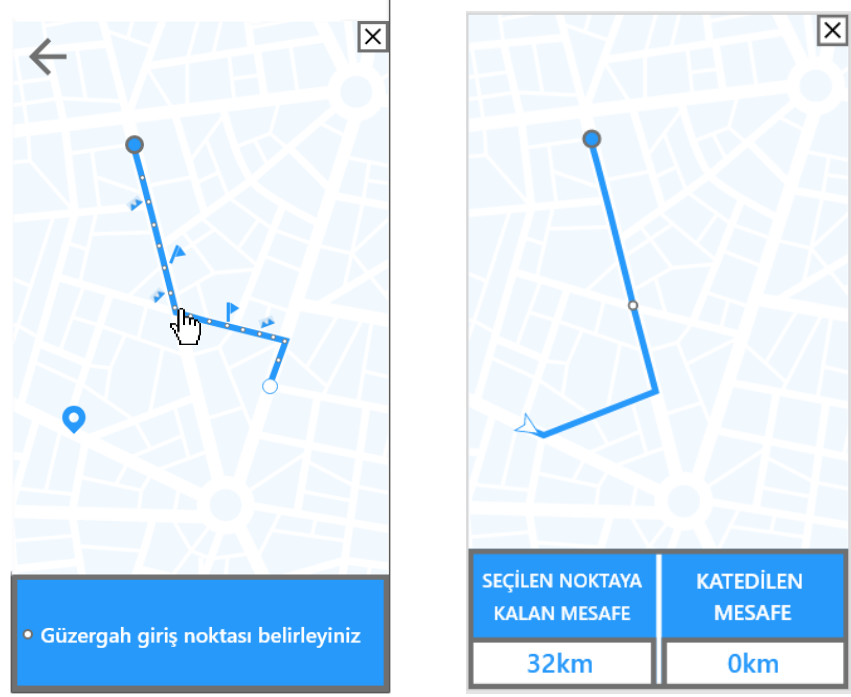 Güzergah giriş noktası belirleyiniz
SEÇİLEN NOKTAYA
KALAN MESAFE
KATEDİLEN
MESAFE
32km
0km